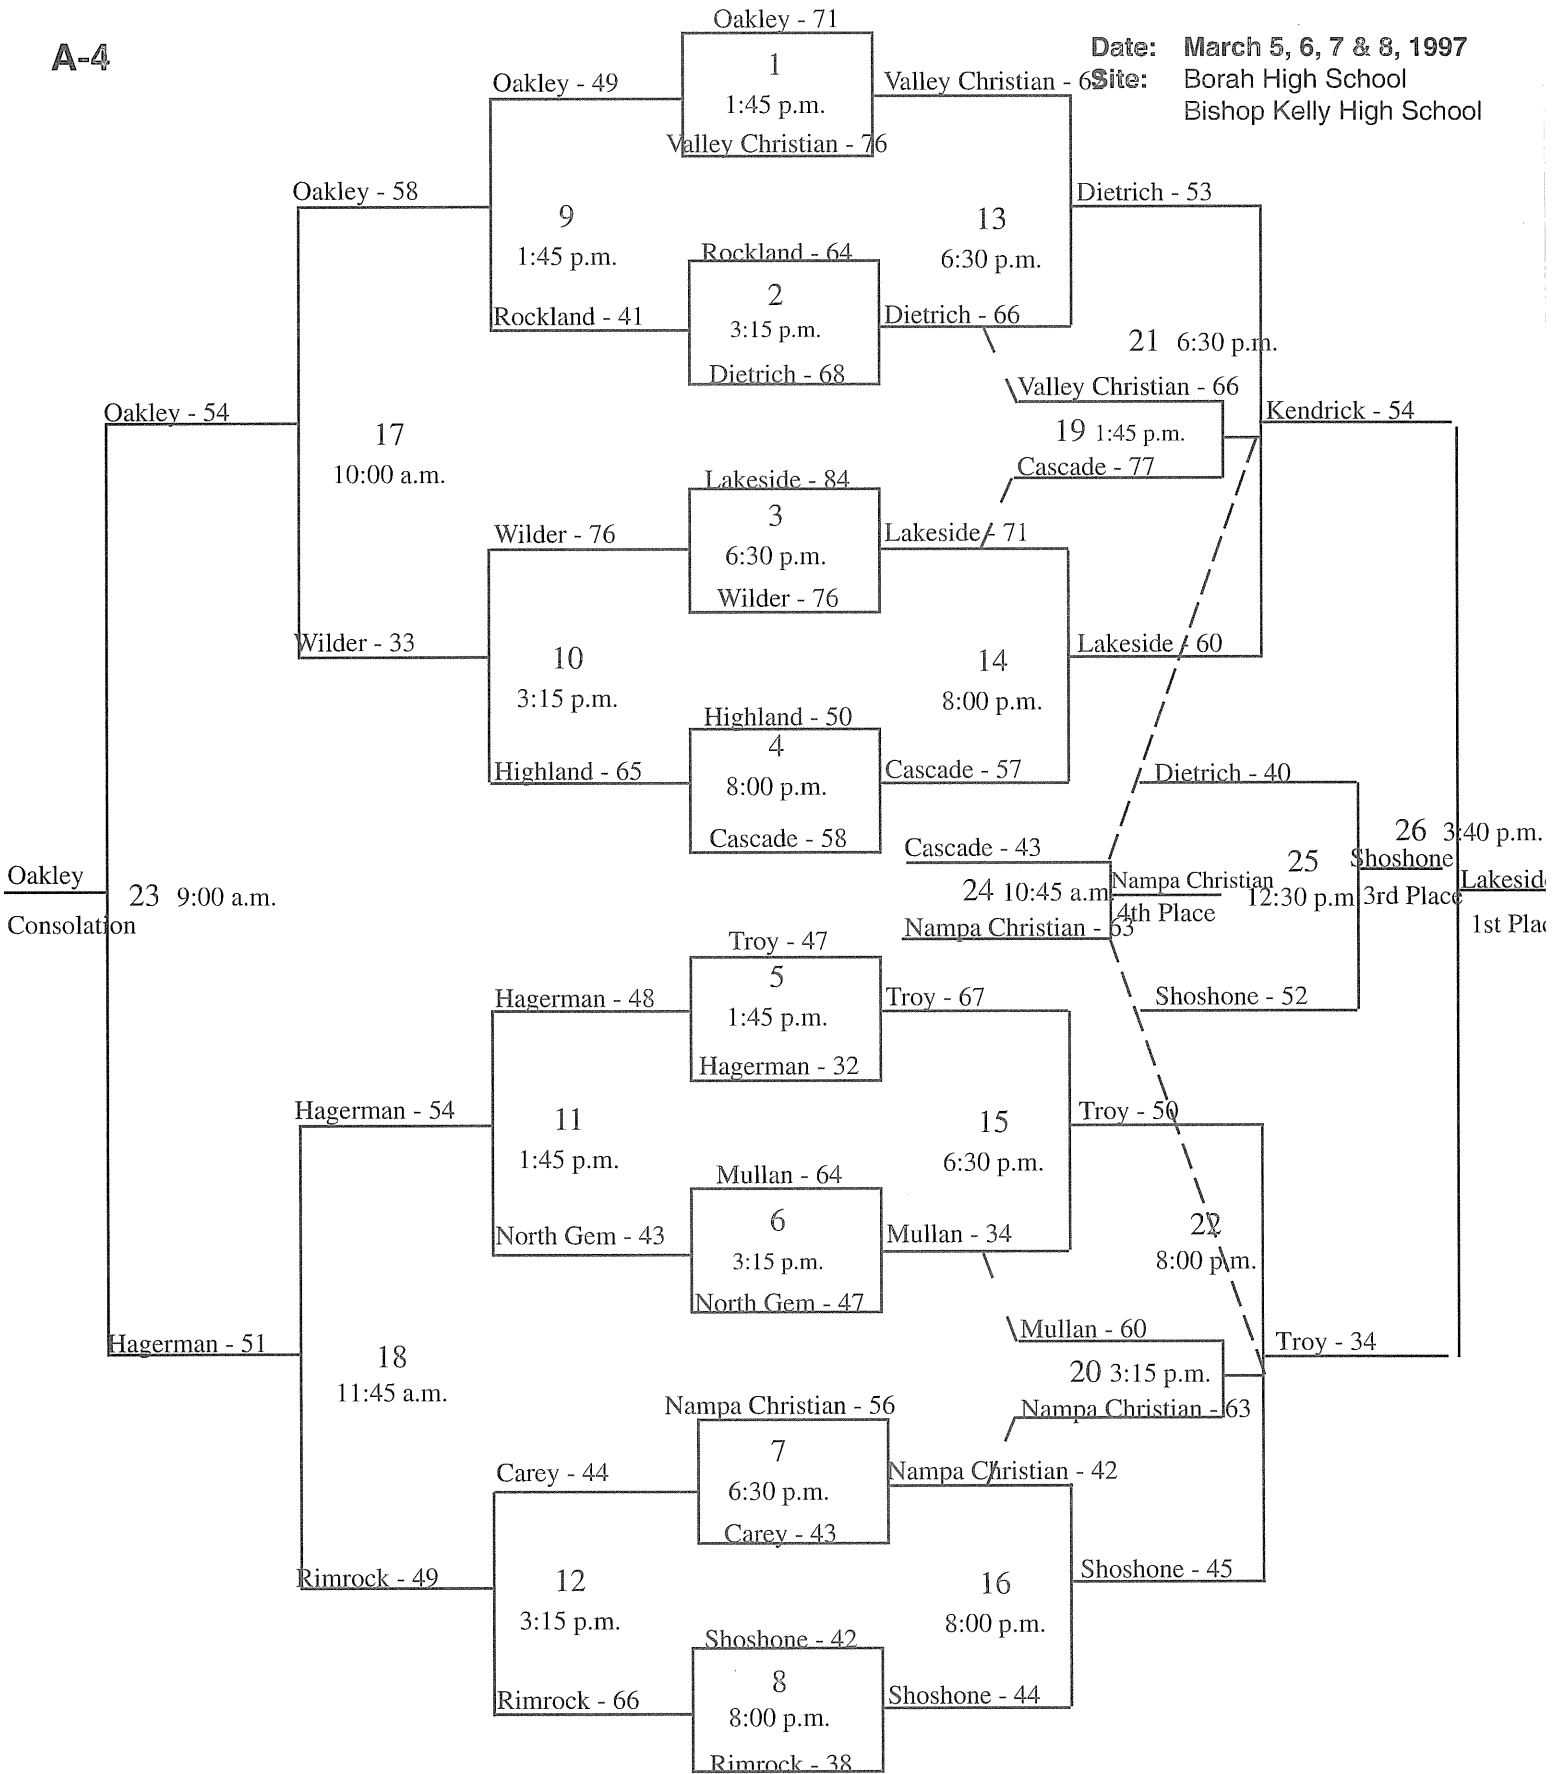 Oakley - 71
A-4
Date: March 5, 6, 7 & 8, 1997
Site: Borah High School
Bishop Kelly High School
1
1:45 p.m.
Valley Christian - 76
Oakley - 49
Valley Christian - 6
Oakley - 58
9
1:45 p.m.
13
6:30 p.m.
Dietrich - 53
Rockland - 64
2
3:15 p.m.
Dietrich - 68
Rockland - 41
Dietrich - 66
21 6:30 p.m.
Valley Christian - 66
19 1:45 p.m.
Cascade - 77
Kendrick - 54
Oakley - 54
17
10:00 a.m.
Lakeside - 84
3
6:30 p.m.
Wilder - 76
Wilder - 76
Lakeside - 71
Wilder - 33
10
3:15 p.m.
14
8:00 p.m.
Lakeside - 60
Highland - 50
4
8:00 p.m.
Cascade - 58
Highland - 65
Cascade - 57
Dietrich - 40
26 3:40 p.m.
Cascade - 43
24 10:45 a.m.
Nampa Christian
4th Place
Nampa Christian - 63
25
12:30 p.m.
Shoshone
3rd Place
Lakeside
1st Plac
Oakley
Consolation
23 9:00 a.m.
Troy - 47
5
1:45 p.m.
Hagerman - 32
Hagerman - 48
Troy - 67
Shoshone - 52
Hagerman - 54
11
1:45 p.m.
15
6:30 p.m.
Troy - 50
Mullan - 64
6
3:15 p.m.
North Gem - 47
North Gem - 43
Mullan - 34
22
8:00 p.m.
Mullan - 60
20 3:15 p.m.
Nampa Christian - 63
Troy - 34
Hagerman - 51
18
11:45 a.m.
Nampa Christian - 56
7
6:30 p.m.
Carey - 43
Carey - 44
Nampa Christian - 42
Rimrock - 49
12
3:15 p.m.
16
8:00 p.m.
Shoshone - 45
Shoshone - 42
8
8:00 p.m.
Rimrock - 38
Rimrock - 66
Shoshone - 44